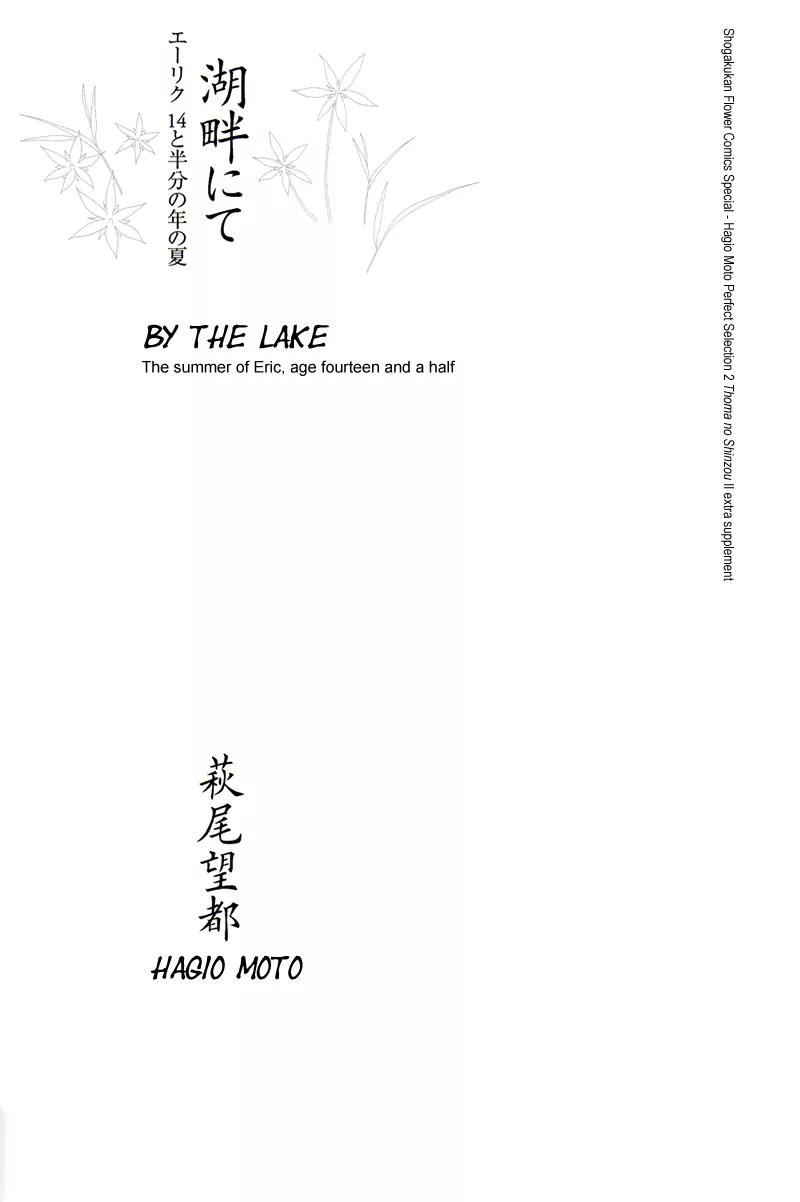 湖畔にて
エーリク 14と半分の年の夏
BY THE LAKE
The summer of Eric, age fourteen and a half
Shogakukan Flower Comics Special - Hagio Moto Perfect Selection 2 Thoma no Shinzou II extra supplement
萩尾望都
HAGIO MOTO